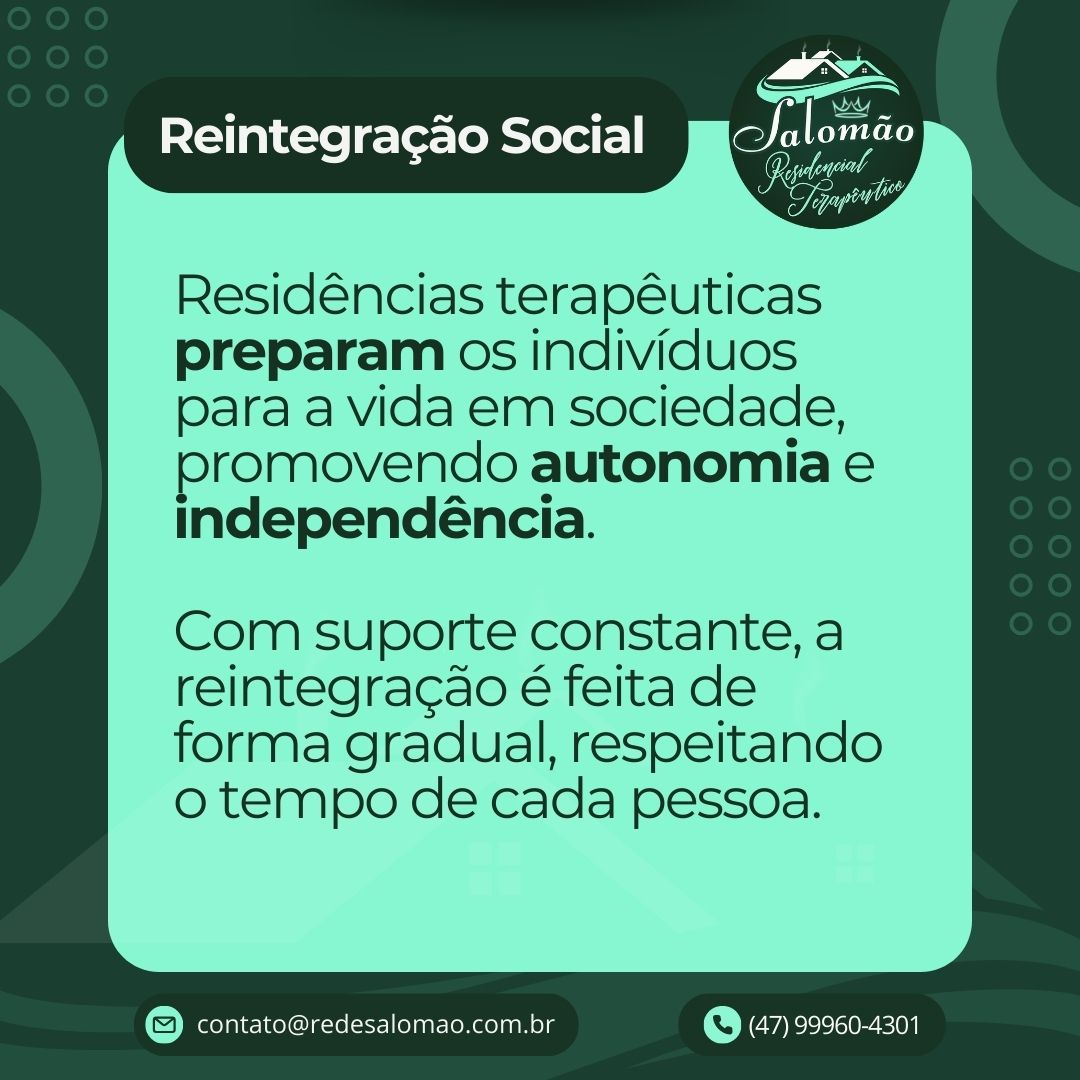 Reintegração Social
Salomão
Residencial
Terapêutico
Residências terapêuticas
preparam os indivíduos
para a vida em sociedade,
promovendo autonomia e
independência.
Com suporte constante, a
reintegração é feita de
forma gradual, respeitando
o tempo de cada pessoa.
contato@redesalomao.com.br
(47) 99960-4301